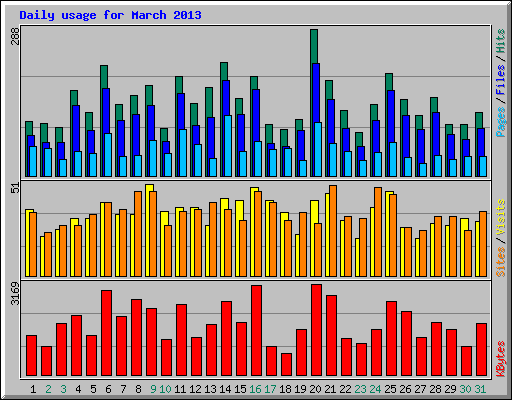 Daily usage for March 2013
288
Pages / Files / Hits
51
Sites / Visits
3169
KBytes
1 2 3 4 5 6 7 8 9 10 11 12 13 14 15 16 17 18 19 20 21 22 23 24 25 26 27 28 29 30 31